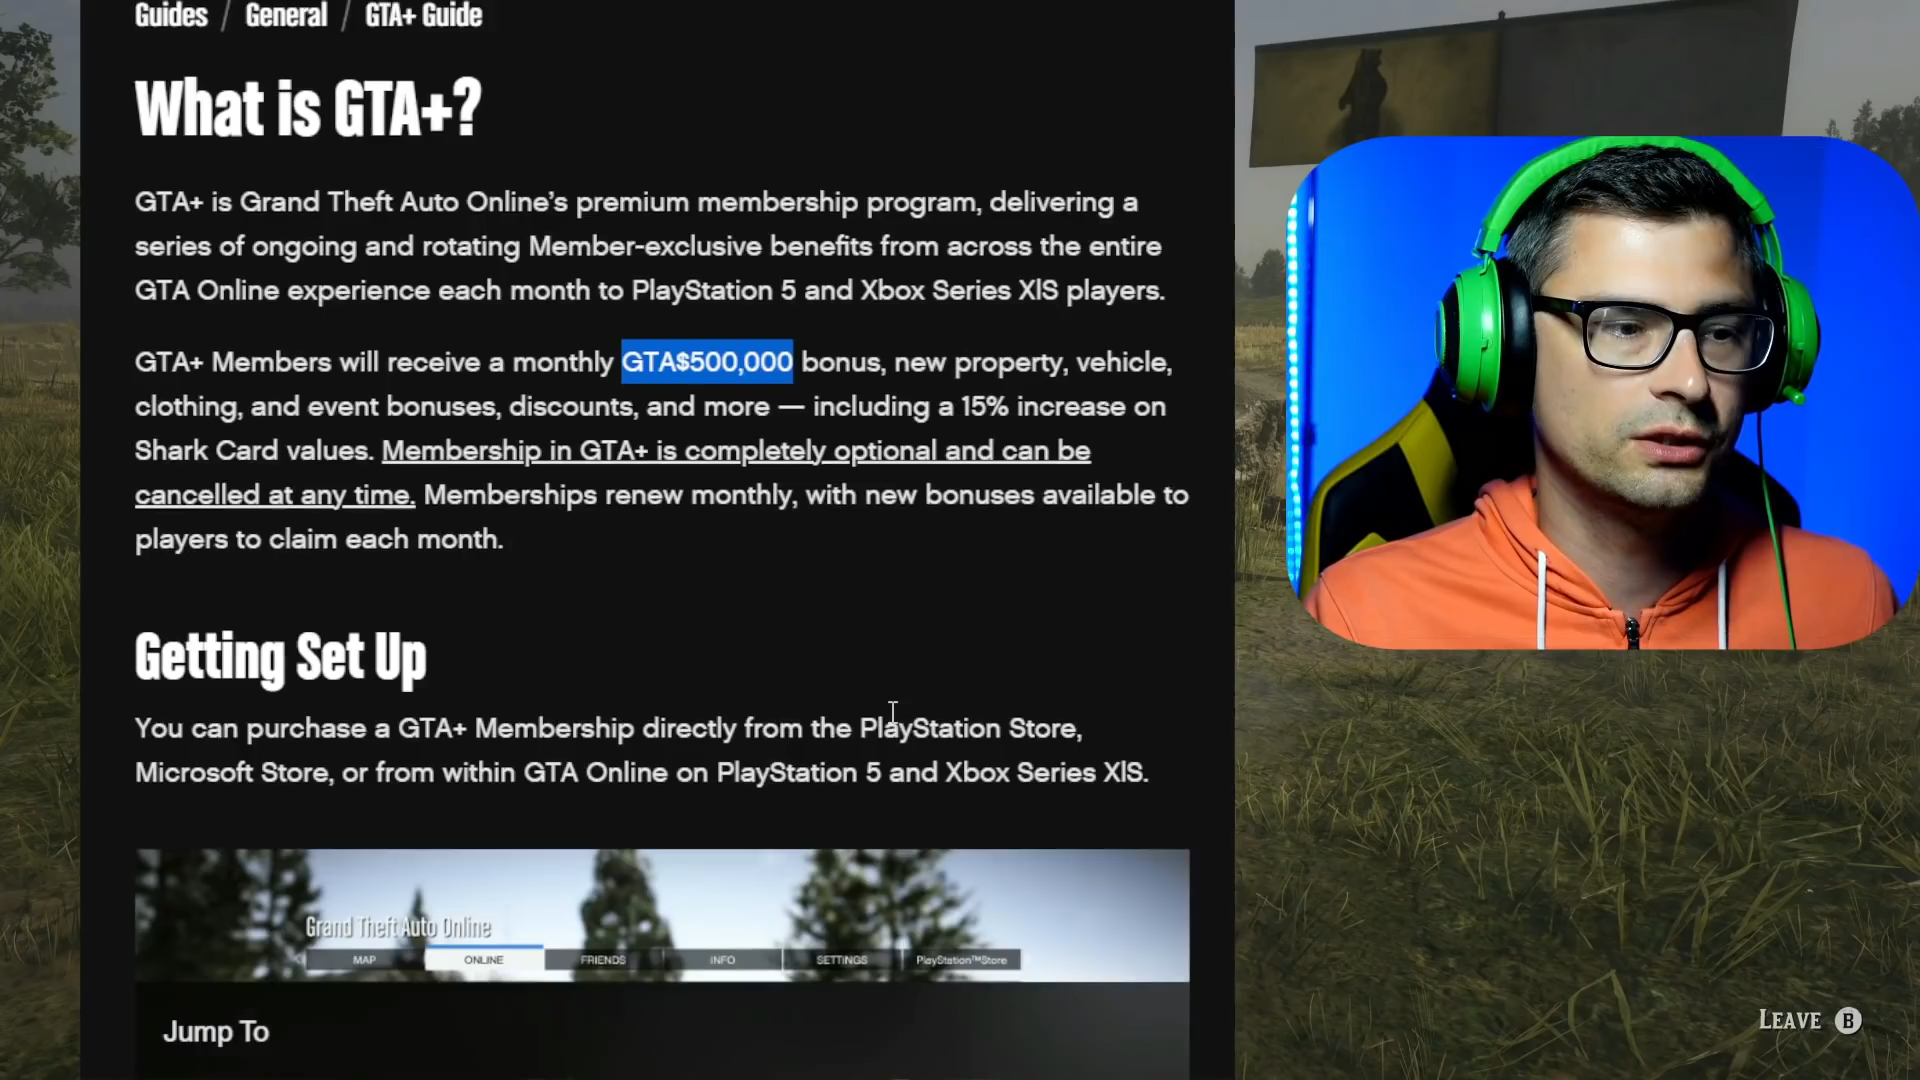 Guides / General / GTA+ Guide
What is GTA+?
GTA+ is Grand Theft Auto Online’s premium membership program, delivering a
series of ongoing and rotating Member-exclusive benefits from across the entire
GTA Online experience each month to PlayStation 5 and Xbox Series X|S players.
GTA+ Members will receive a monthly GTA$500,000 bonus, new property, vehicle,
clothing, and event bonuses, discounts, and more — including a 15% increase on
Shark Card values. Membership in GTA+ is completely optional and can be
cancelled at any time. Memberships renew monthly, with new bonuses available to
players to claim each month.
Getting Set Up
You can purchase a GTA+ Membership directly from the PlayStation Store,
Microsoft Store, or from within GTA Online on PlayStation 5 and Xbox Series X|S.
Grand Theft Auto Online
MAP ONLINE FRIENDS INFO SETTINGS PlayStation™Store
Jump To
LEAVE B